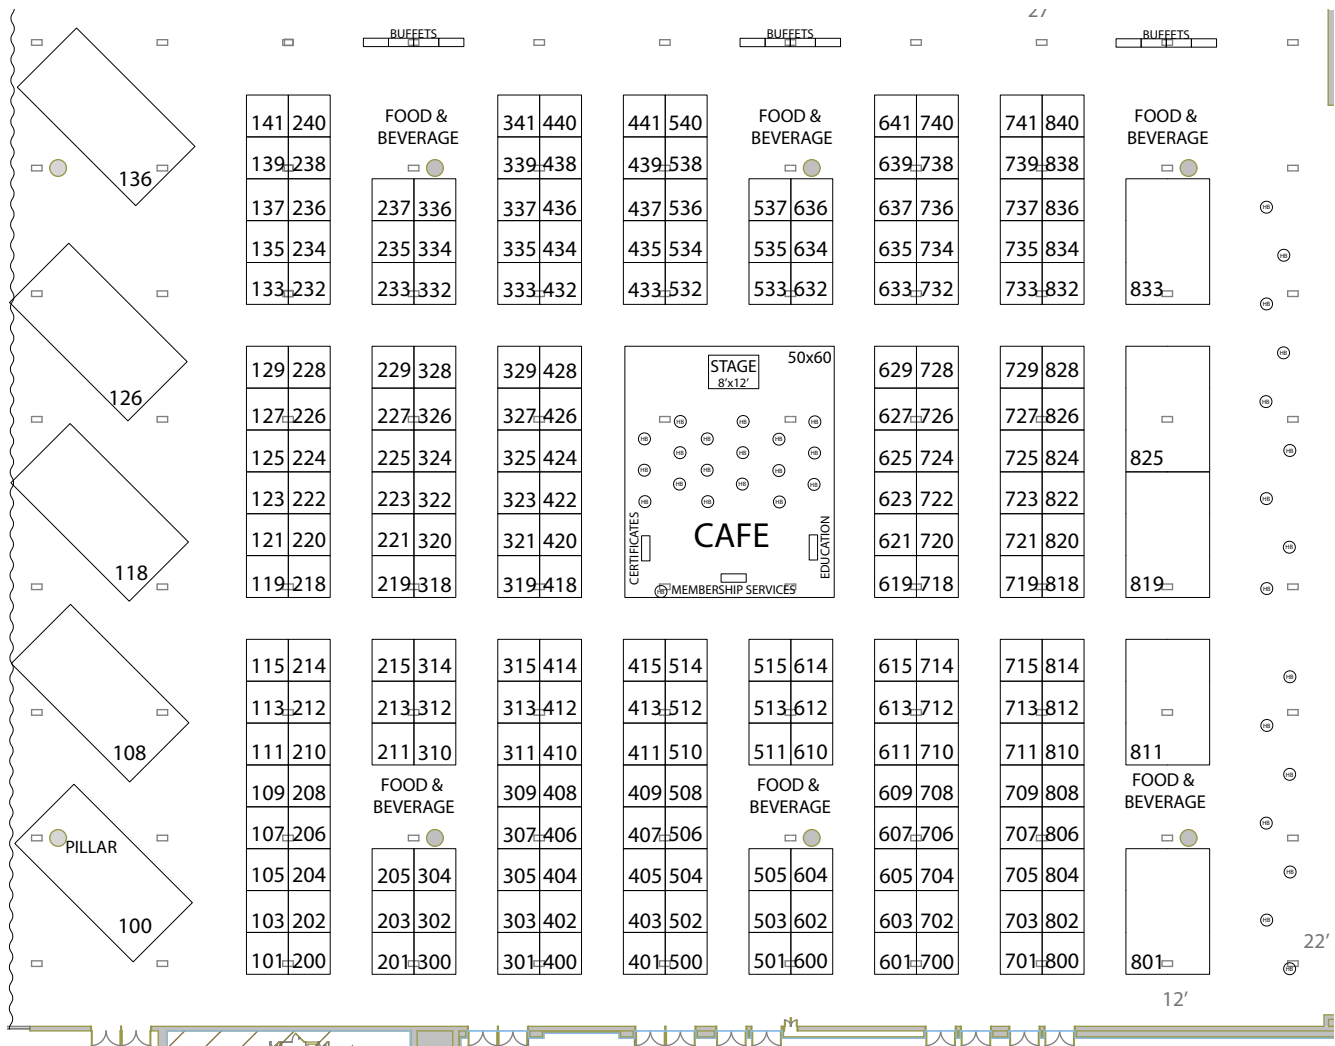 27
BUFFETS BUFFETS BUFFETS
141 240 FOOD & 341 440 441 540 FOOD & 641 740 741 840 FOOD &
BEVERAGE BEVERAGE BEVERAGE
139 238 339 438 439 538 639 738 739 838
136
137 236 237 336 337 436 437 536 537 636 637 736 737 836
135 234 235 334 335 434 435 534 535 634 635 734 735 834
133 232 233 332 333 432 433 532 533 632 633 732 733 832 833
STAGE 50x60
8'x12'
129 228 229 328 329 428 629 728 729 828
126
127 226 227 326 327 426 627 726 727 826
125 224 225 324 325 424 625 724 725 824 825
123 222 223 322 323 422 623 722 723 822
CERTIFICATES CAFE EDUCATION
121 220 221 320 321 420 621 720 721 820
118
119 218 219 318 319 418 619 718 719 818 819
HB MEMBERSHIP SERVICES
115 214 215 314 315 414 415 514 515 614 615 714 715 814
113 212 213 312 313 412 413 512 513 612 613 712 713 812
108
111 210 211 310 311 410 411 510 511 610 611 710 711 810 811
FOOD & FOOD & FOOD &
109 208 309 408 409 508 609 708 709 808
BEVERAGE BEVERAGE BEVERAGE
107 206 307 406 407 506 607 706 707 806
PILLAR
105 204 205 304 305 404 405 504 505 604 605 704 705 804
100
103 202 203 302 303 402 403 502 503 602 603 702 703 802
22'
101 200 201 300 301 400 401 500 501 600 601 700 701 800 801
12'